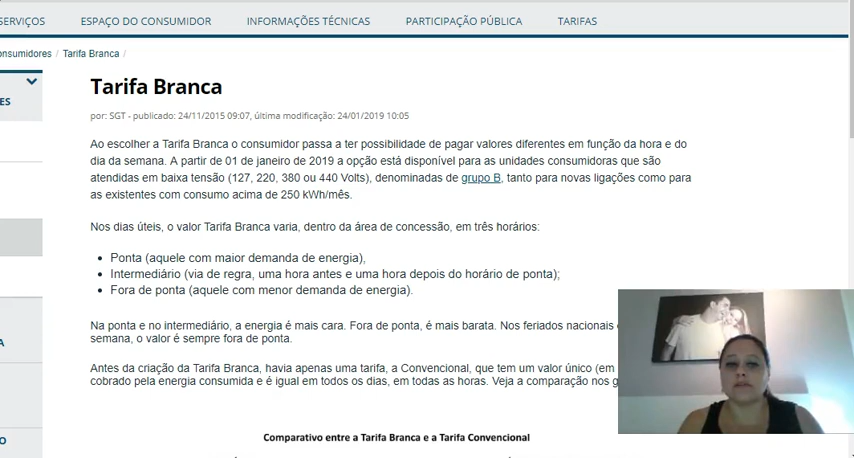 SERVIÇOS ESPAÇO DO CONSUMIDOR INFORMAÇÕES TÉCNICAS PARTICIPAÇÃO PÚBLICA TARIFAS
onsumidores / Tarifa Branca /
Tarifa Branca
ES
por: SGT - publicado: 24/11/2015 09:07, última modificação: 24/01/2019 10:05
Ao escolher a Tarifa Branca o consumidor passa a ter possibilidade de pagar valores diferentes em função da hora e do
dia da semana. A partir de 01 de janeiro de 2019 a opção está disponível para as unidades consumidoras que são
atendidas em baixa tensão (127, 220, 380 ou 440 Volts), denominadas de grupo B, tanto para novas ligações como para
as existentes com consumo acima de 250 kWh/mês.
Nos dias úteis, o valor Tarifa Branca varia, dentro da área de concessão, em três horários:
• Ponta (aquele com maior demanda de energia),
• Intermediário (via de regra, uma hora antes e uma hora depois do horário de ponta);
• Fora de ponta (aquele com menor demanda de energia).
Na ponta e no intermediário, a energia é mais cara. Fora de ponta, é mais barata. Nos feriados nacionais
A
semana, o valor é sempre fora de ponta.
Antes da criação da Tarifa Branca, havia apenas uma tarifa, a Convencional, que tem um valor único (em
cobrado pela energia consumida e é igual em todos os dias, em todas as horas. Veja a comparação nos g
O
Comparativo entre a Tarifa Branca e a Tarifa Convencional